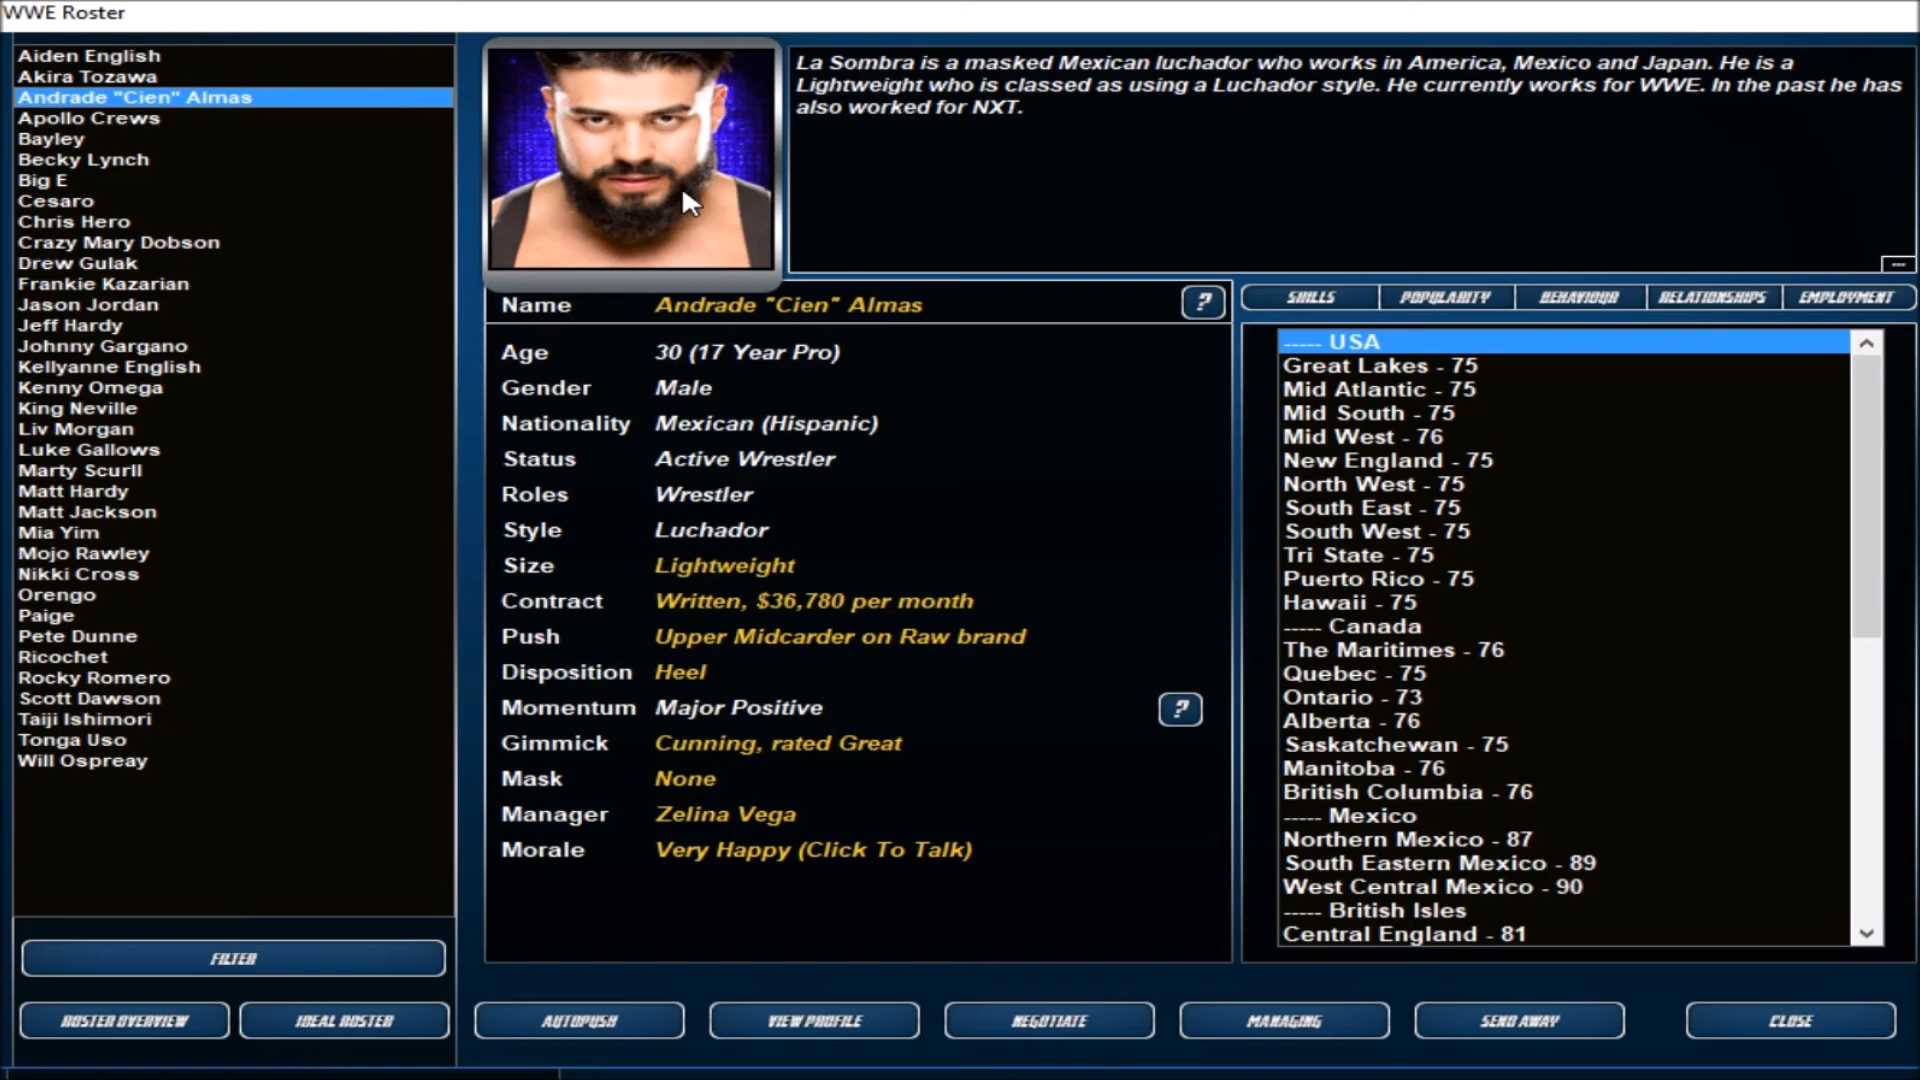 WWE Roster
Aiden English
Akira Tozawa
Andrade "Cien" Almas
Apollo Crews
Bayley
Becky Lynch
Big E
Cesaro
Chris Hero
Crazy Mary Dobson
Drew Gulak
Frankie Kazarian
Jason Jordan
Jeff Hardy
Johnny Gargano
Kellyanne English
Kenny Omega
King Neville
Liv Morgan
Luke Gallows
Marty Scurll
Matt Hardy
Matt Jackson
Mia Yim
Mojo Rawley
Nikki Cross
Orengo
Paige
Pete Dunne
Ricochet
Rocky Romero
Scott Dawson
Taiji Ishimori
Tonga Uso
Will Ospreay
FILTER
ROSTER OVERVIEW
IDEAL ROSTER
La Sombra is a masked Mexican luchador who works in America, Mexico and Japan. He is a
Lightweight who is classed as using a Luchador style. He currently works for WWE. In the past he has
also worked for NXT.
...
Name Andrade "Cien" Almas ?
Age 30 (17 Year Pro)
Gender Male
Nationality Mexican (Hispanic)
Status Active Wrestler
Roles Wrestler
Style Luchador
Size Lightweight
Contract Written, $36,780 per month
Push Upper Midcarder on Raw brand
Disposition Heel
Momentum Major Positive ?
Gimmick Cunning, rated Great
Mask None
Manager Zelina Vega
Morale Very Happy (Click To Talk)
SKILLS POPULARITY BEHAVIOUR RELATIONSHIPS EMPLOYMENT
----- USA
Great Lakes - 75
Mid Atlantic - 75
Mid South - 75
Mid West - 76
New England - 75
North West - 75
South East - 75
South West - 75
Tri State - 75
Puerto Rico - 75
Hawaii - 75
----- Canada
The Maritimes - 76
Quebec - 75
Ontario - 73
Alberta - 76
Saskatchewan - 75
Manitoba - 76
British Columbia - 76
----- Mexico
Northern Mexico - 87
South Eastern Mexico - 89
West Central Mexico - 90
----- British Isles
Central England - 81
AUTOPUSH
VIEW PROFILE
NEGOTIATE
MANAGING
SEND AWAY
CLOSE